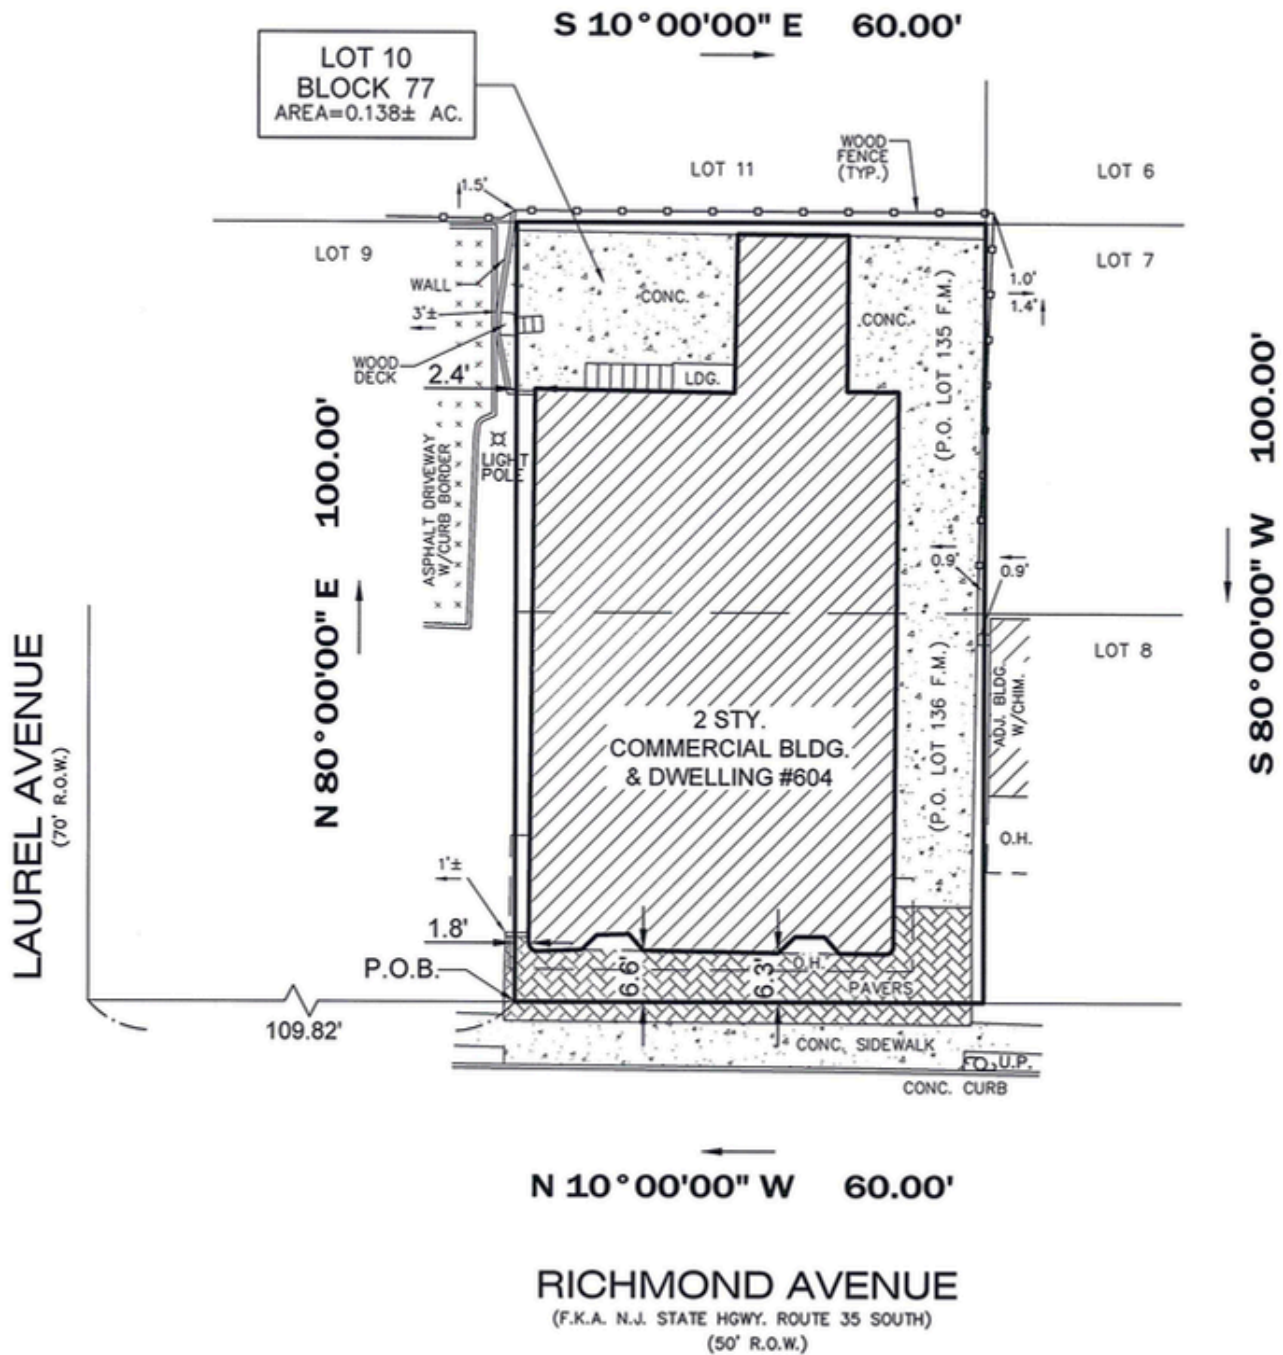 S 10°00'00" E 60.00'
LOT 10
BLOCK 77
AREA=0.138± AC.
WOOD
FENCE
(TYP.)
LOT 11
LOT 6
1.5'
LOT 9
LOT 7
WALL
CONC.
1.0'
1.4'
3'±
CONC.
WOOD
DECK
2.4'
LDG.
(P.O. LOT 135 F.M.)
N 80°00'00" E 100.00'
S 80°00'00" W 100.00'
LIGHT
POLE
ASPHALT DRIVEWAY
W/CURB BORDER
0.9'
0.9'
LOT 8
LAUREL AVENUE
(70' R.O.W.)
2 STY.
COMMERCIAL BLDG.
& DWELLING #604
(P.O. LOT 136 F.M.)
ADJ. BLDG.
W/CHIM.
O.H.
1'±
1.8'
P.O.B.
6.6'
6.3'
O.H.
PAVERS
109.82'
CONC. SIDEWALK
U.P.
CONC. CURB
N 10°00'00" W 60.00'
RICHMOND AVENUE
(F.K.A. N.J. STATE HGWY. ROUTE 35 SOUTH)
(50' R.O.W.)